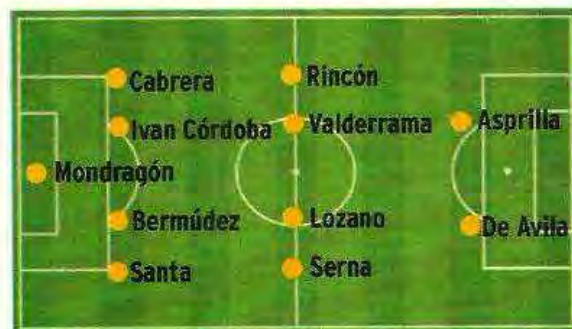 Cabrera
Rincón
Ivan Córdoba
Valderrama
Asprilla
Mondragón
Bermúdez
Lozano
De Avila
Santa
Serna